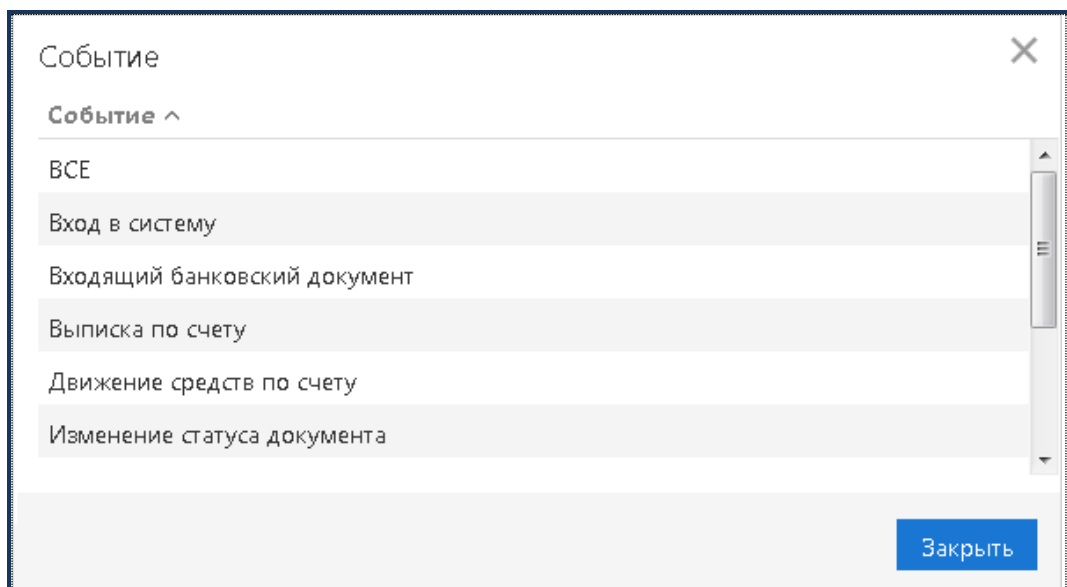 Событие
Событие
ВСЕ
Вход в систему
Входящий банковский документ
Выписка по счету
Движение средств по счету
Изменение статуса документа
Закрыть